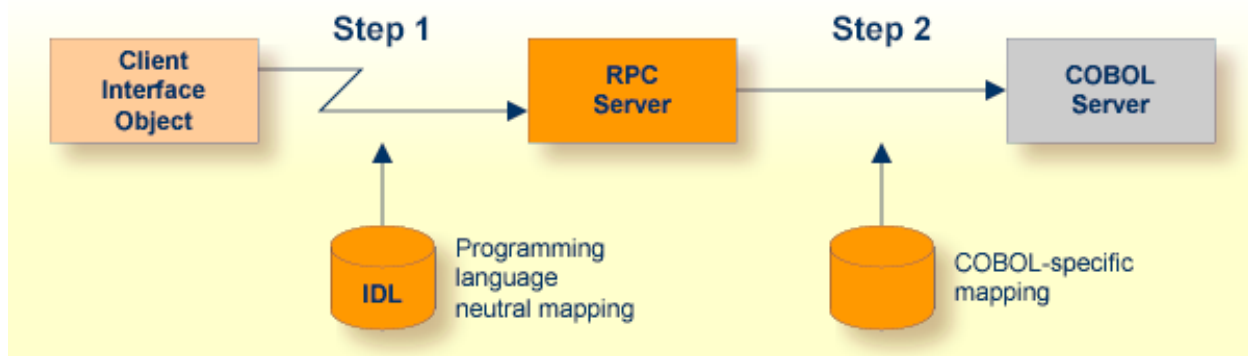 Step 1
Step 2
Client
Interface
Object
RPC
Server
COBOL
Server
IDL
Programming
language
neutral mapping
COBOL-specific
mapping